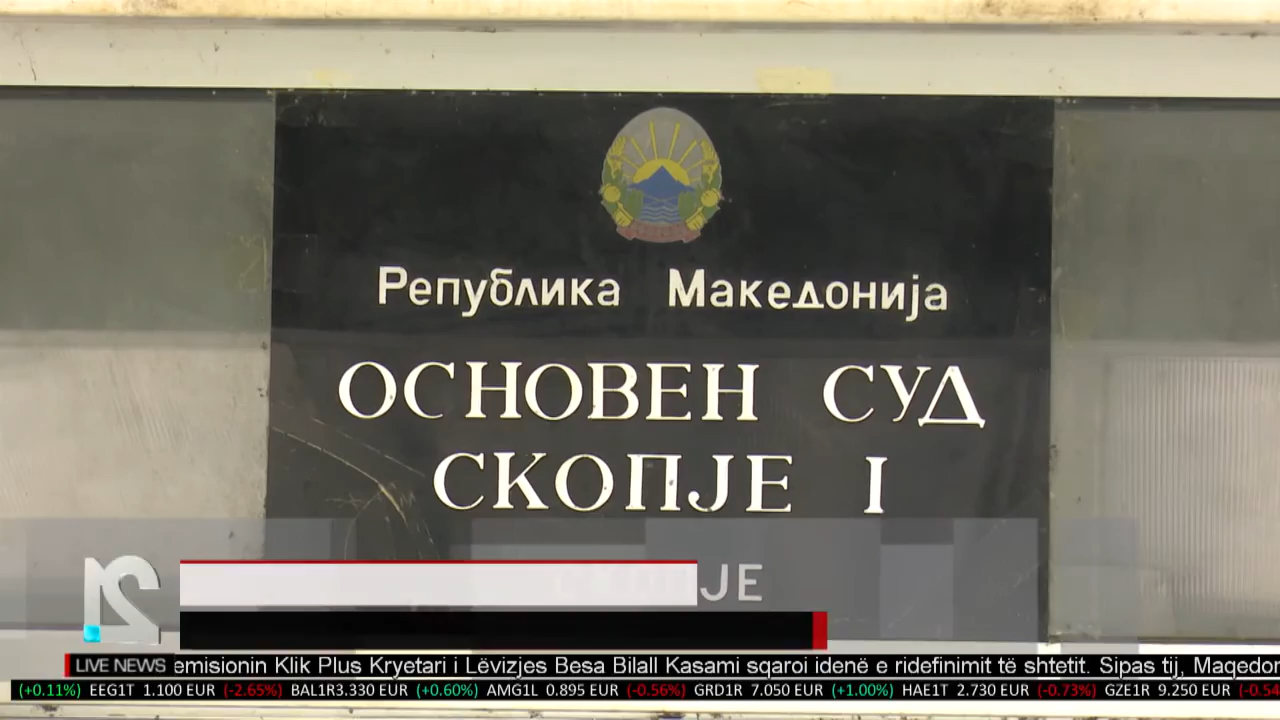 Република Македонија
ОСНОВЕН СУД
СКОПЈЕ I
LIVE NEWS emisionin Klik Plus Kryetari i Lëvizjes Besa Bilall Kasami sqaroi idenë e ridefinimit të shtetit. Sipas tij, Maqedon
(+0.11%) EEG1T 1.100 EUR (-2.65%) BAL1R3.330 EUR (+0.60%) AMG1L 0.895 EUR (-0.56%) GRD1R 7.050 EUR (+1.00%) HAE1T 2.730 EUR (-0.73%) GZE1R 9.250 EUR (-0.54